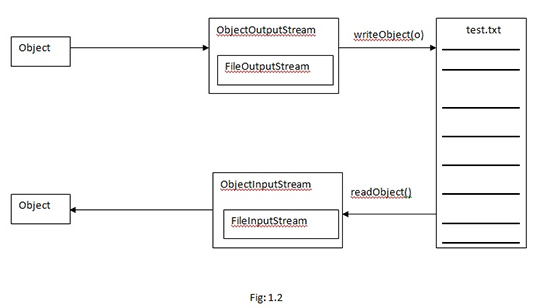 Object
ObjectOutputStream
FileOutputStream
writeObject(o)
test.txt
Object
ObjectInputStream
FileInputStream
readObject()
Fig: 1.2